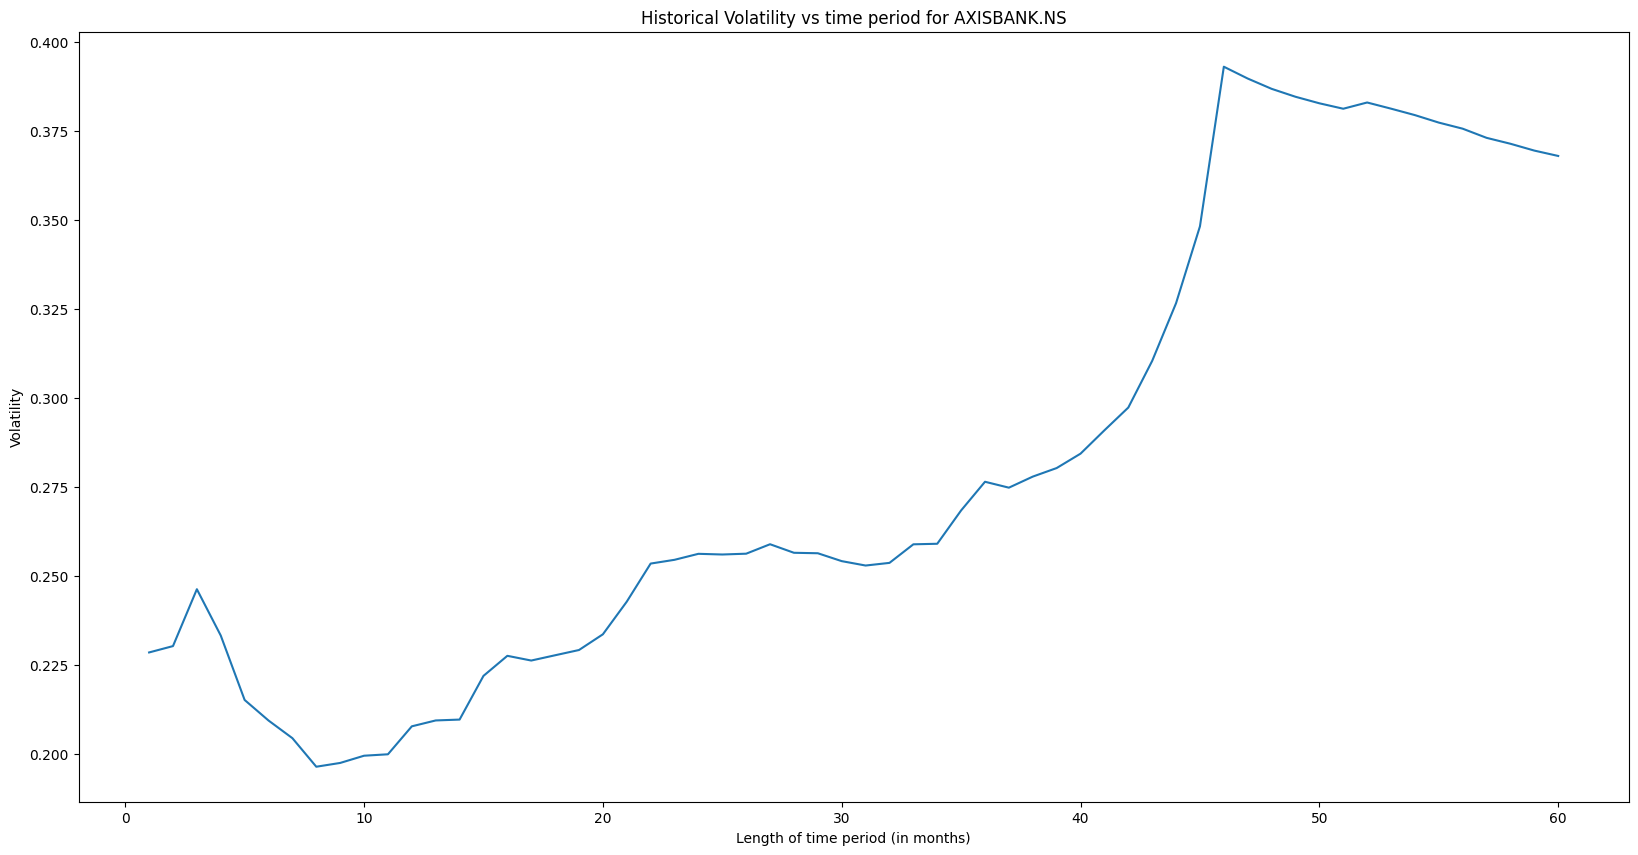 Historical Volatility vs time period for AXISBANK.NS
0.400
0.375
0.350
0.325
0.300
0.275
0.250
0.225
0.200
Volatility
0 10 20 30 40 50 60
Length of time period (in months)